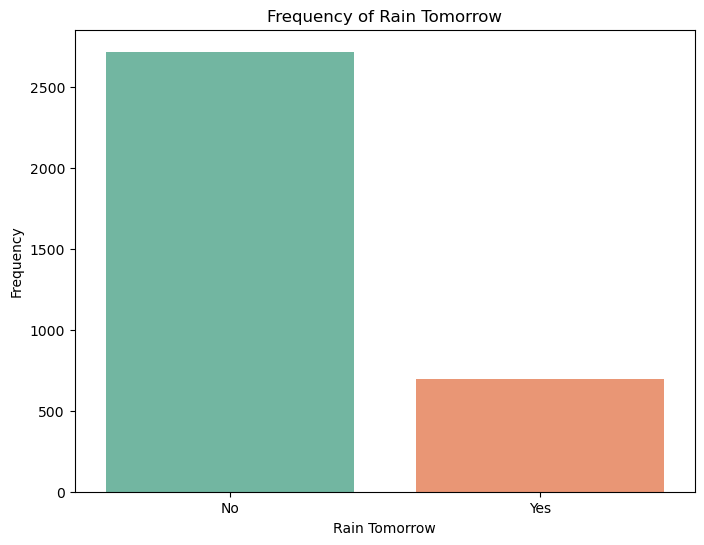 Frequency of Rain Tomorrow
Frequency
2500
2000
1500
1000
500
0
No Yes
Rain Tomorrow